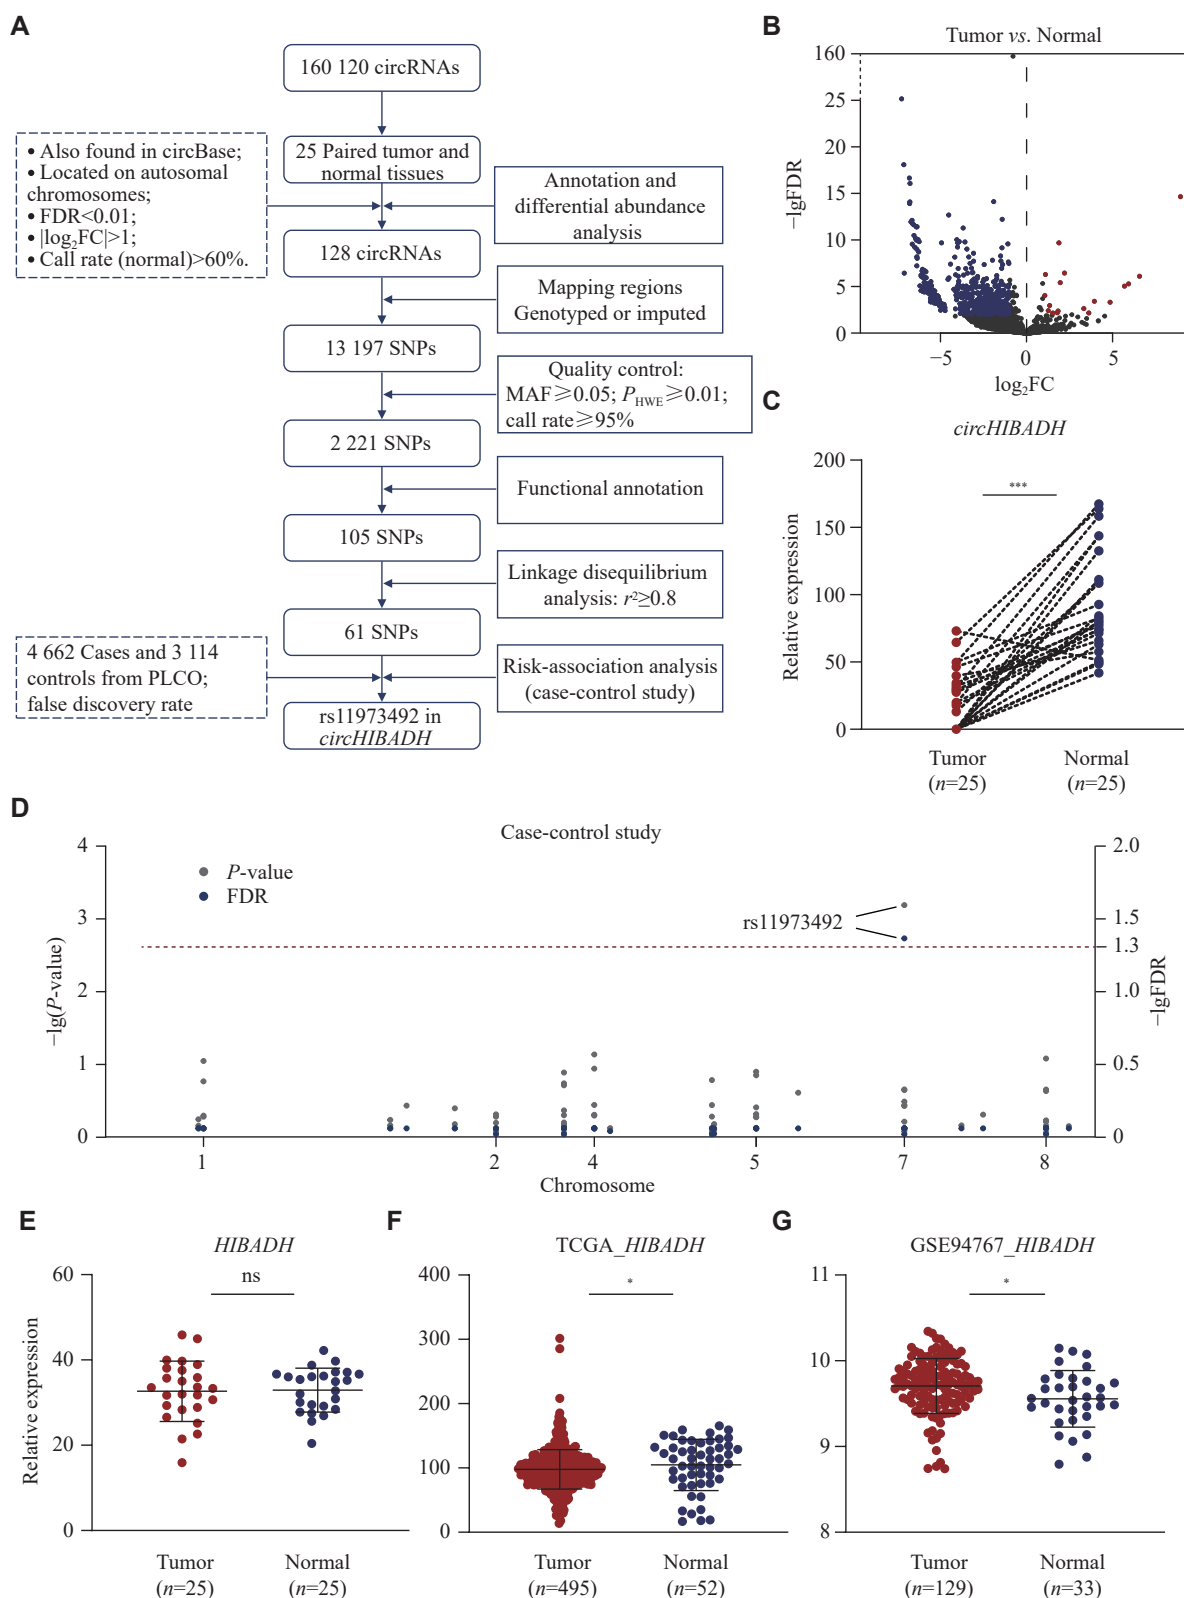 A
160 120 circRNAs
25 Paired tumor and
normal tissues
• Also found in circBase;
• Located on autosomal
chromosomes;
• FDR<0.01;
• |log₂FC|>1;
• Call rate (normal)>60%.
Annotation and
differential abundance
analysis
128 circRNAs
Mapping regions
Genotyped or imputed
13 197 SNPs
Quality control:
MAF≥0.05; P_HWE≥0.01;
call rate≥95%
2 221 SNPs
Functional annotation
105 SNPs
Linkage disequilibrium
analysis: r²≥0.8
61 SNPs
4 662 Cases and 3 114
controls from PLCO;
false discovery rate
Risk-association analysis
(case-control study)
rs11973492 in
circHIBADH
B
Tumor vs. Normal
−lgFDR
160
25
20
15
10
5
0
−5 0 5
log₂FC
C
circHIBADH
***
Relative expression
200
150
100
50
0
Tumor Normal
(n=25) (n=25)
D
Case-control study
P-value
FDR
rs11973492
−lg(P-value)
4
3
2
1
0
−lgFDR
2.0
1.5
1.3
1.0
0.5
0
1 2 4 5 7 8
Chromosome
E
HIBADH
ns
Relative expression
60
40
20
0
Tumor Normal
(n=25) (n=25)
F
TCGA_HIBADH
*
400
300
200
100
0
Tumor Normal
(n=495) (n=52)
G
GSE94767_HIBADH
*
11
10
9
8
Tumor Normal
(n=129) (n=33)